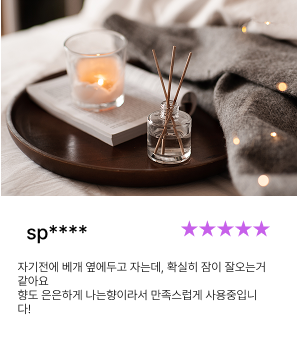 sp****
★★★★★
자기전에 베개 옆에두고 자는데, 확실히 잠이 잘오는거
같아요
향도 은은하게 나는향이라서 만족스럽게 사용중입니
다!